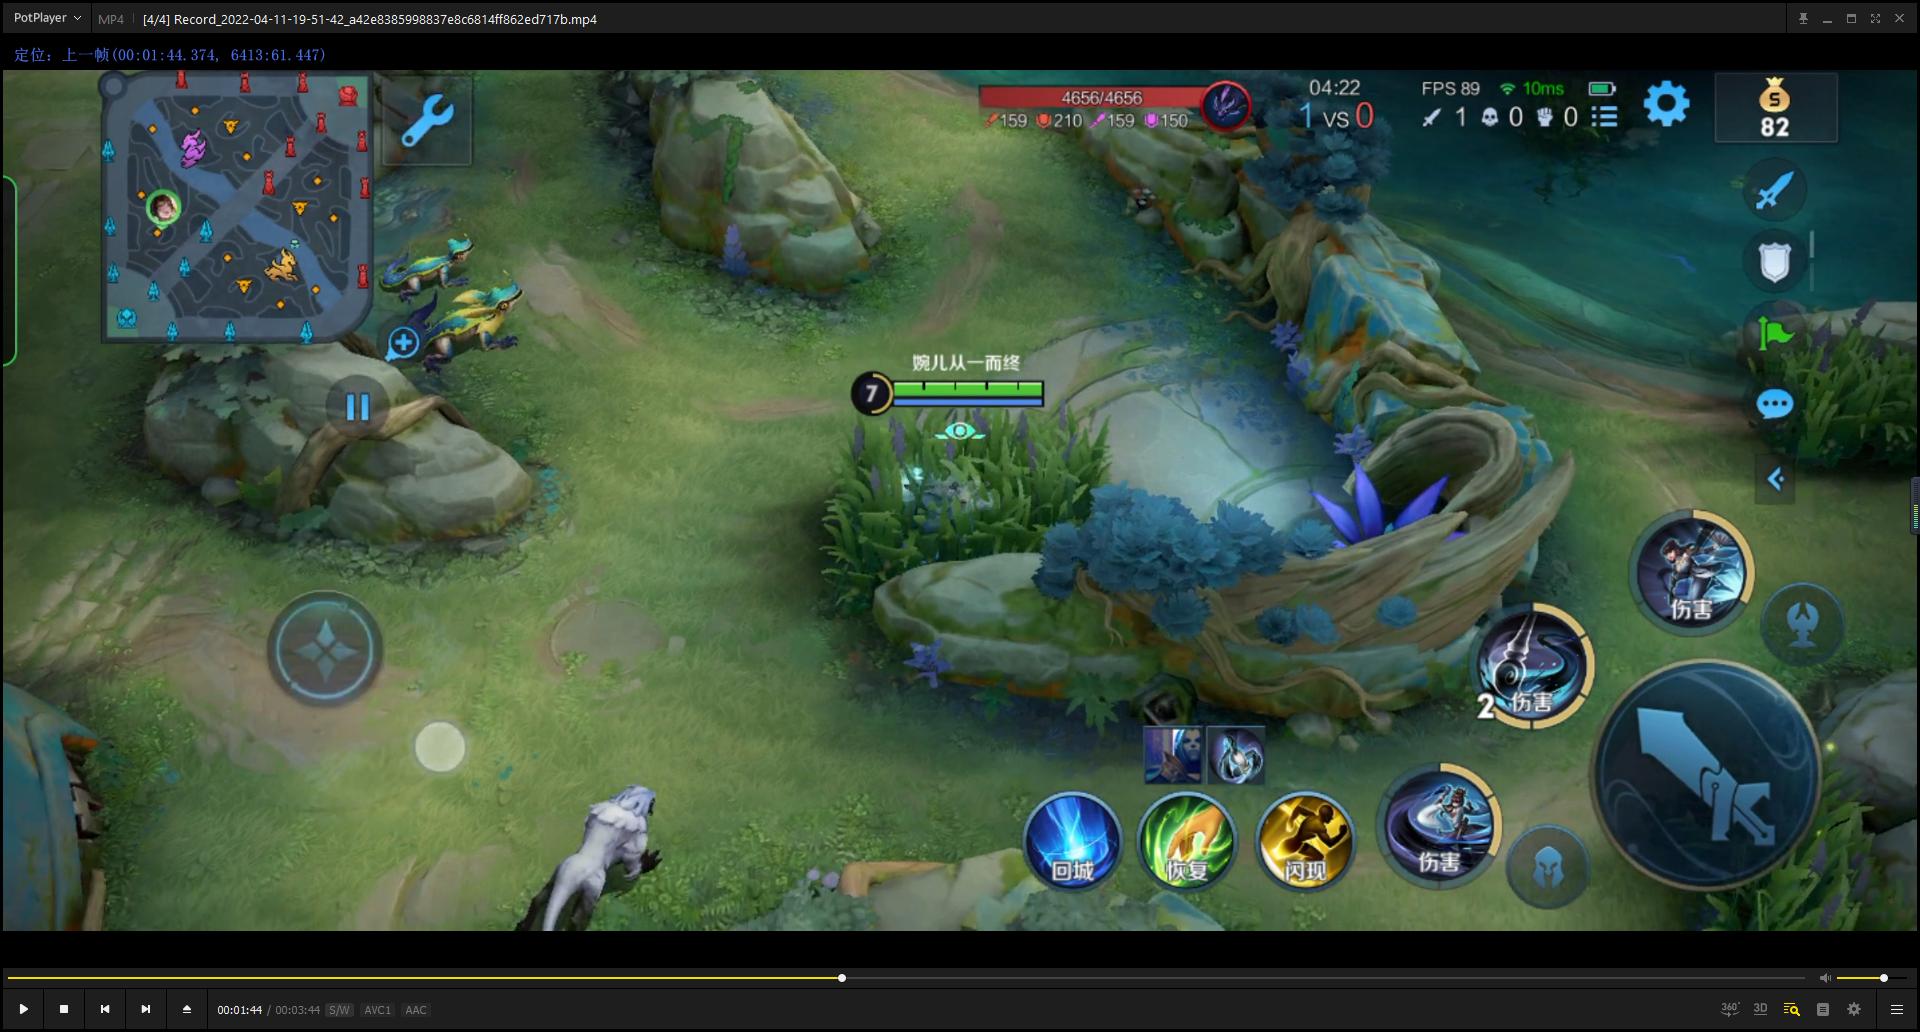 PotPlayer
MP4
[4/4] Record_2022-04-11-19-51-42_a42e8385998837e8c6814ff862ed717b.mp4
定位: 上一帧(00:01:44.374, 6413:61.447)
4656/4656
159 210 159 150
04:22
1 VS 0
FPS 89
10ms
1 0 0
S
82
婉儿从一而终
7
伤害
2
伤害
伤害
回城
恢复
闪现
00:01:44 / 00:03:44 S/W AVC1 AAC
360° 3D